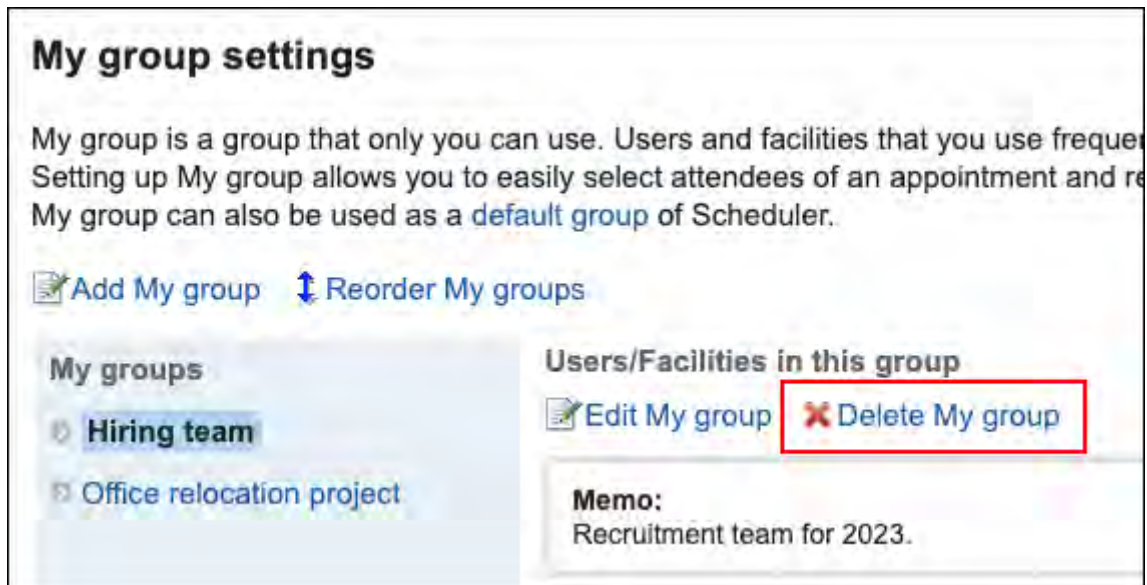 My group settings
My group is a group that only you can use. Users and facilities that you use
Setting up My group allows you to easily select attendees of an appointment and
My group can also be used as a default group of Scheduler.
Add My group Reorder My groups
My groups
Users/Facilities in this group
Hiring team
Edit My group Delete My group
Office relocation project
Memo:
Recruitment team for 2023.